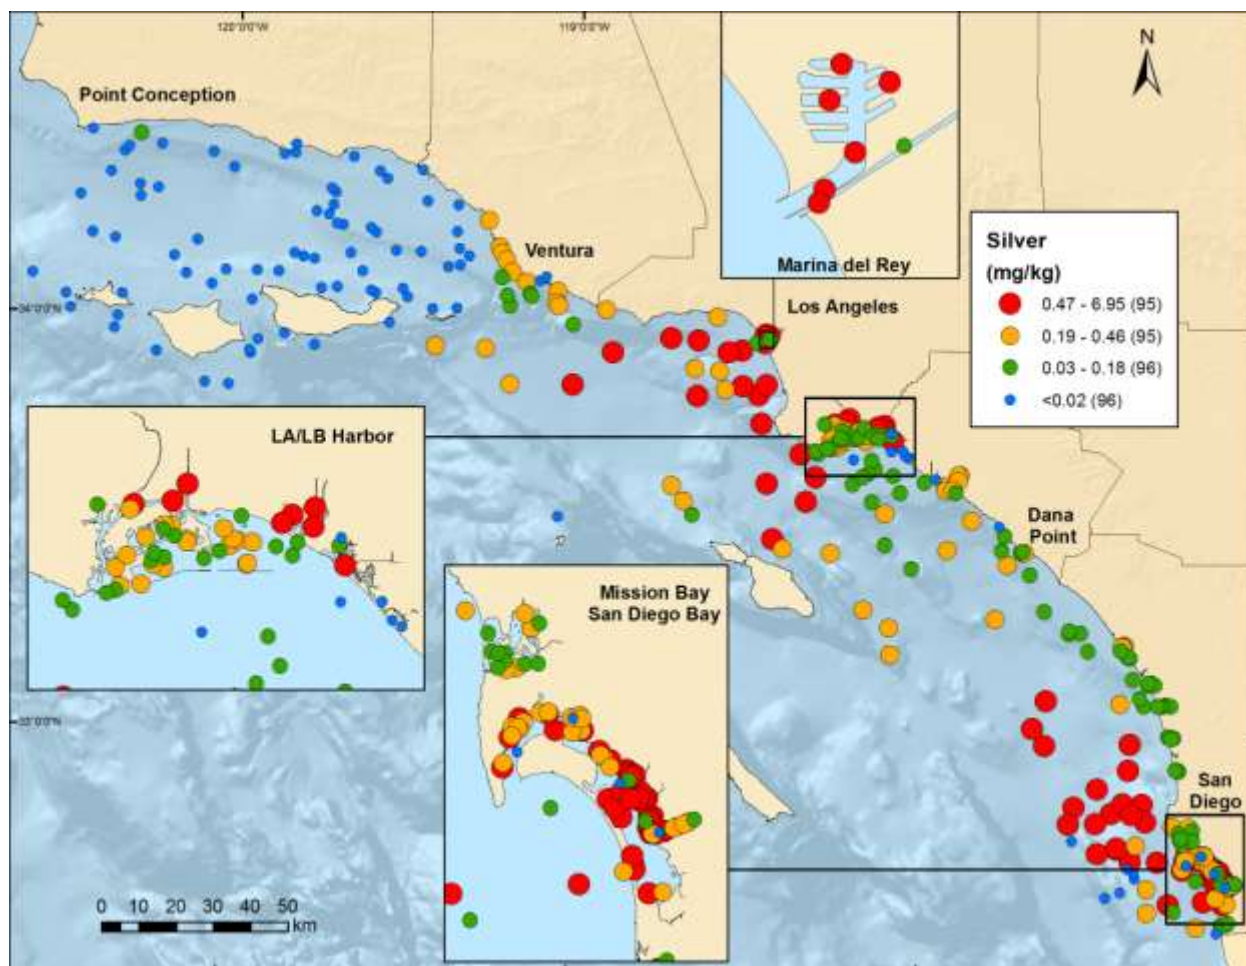 120°0'0"W
119°0'0"W
N
Point Conception
Ventura
Marina del Rey
Los Angeles
Silver
(mg/kg)
0.47 - 6.95 (95)
0.19 - 0.46 (95)
0.03 - 0.18 (96)
<0.02 (96)
34°0'0"N
LA/LB Harbor
Dana
Point
Mission Bay
San Diego Bay
33°0'0"N
San
Diego
0 10 20 30 40 50
km